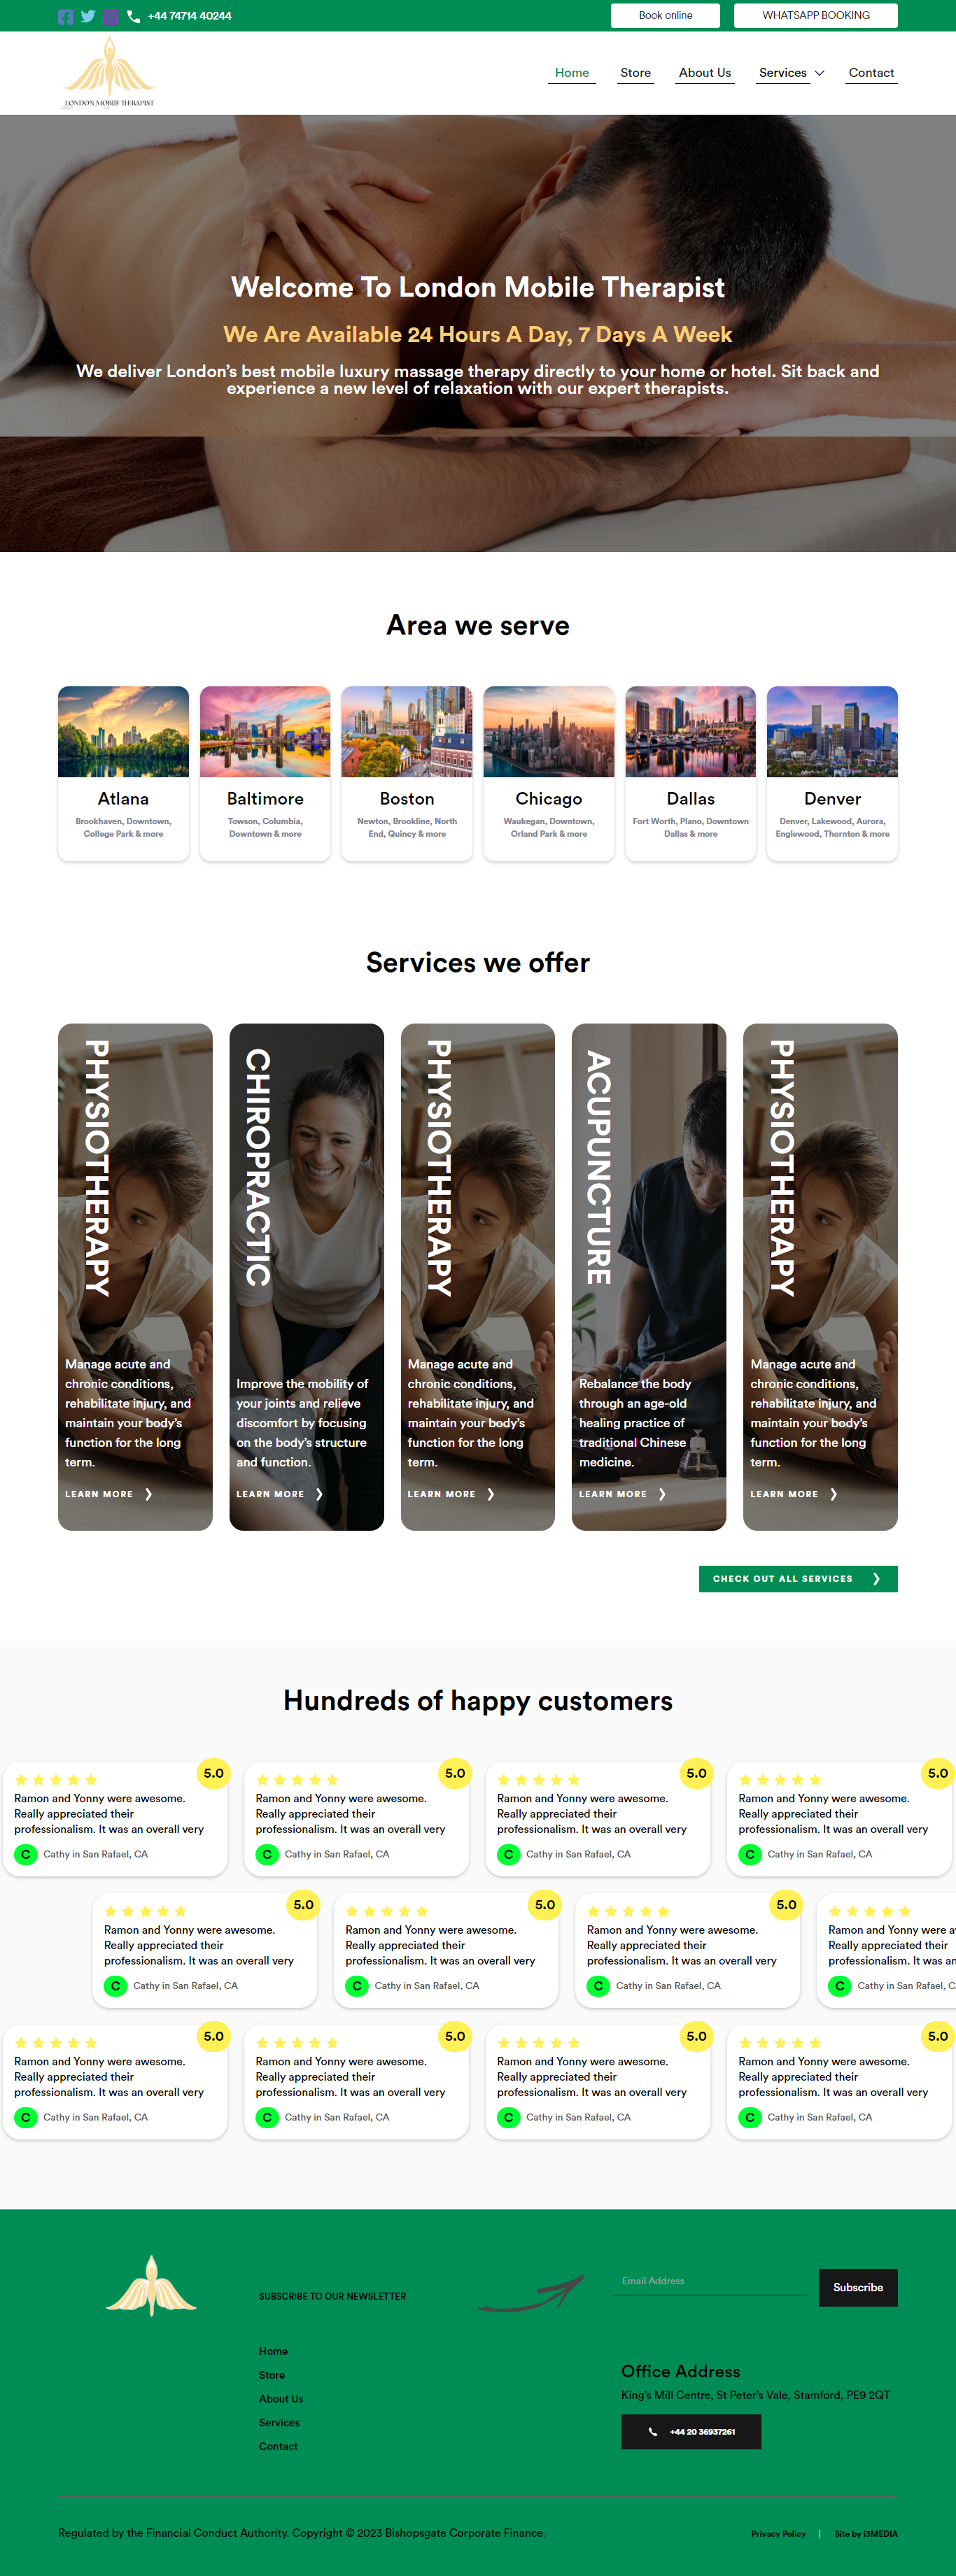 +44 74714 40244
Book online
WHATSAPP BOOKING
LONDON MOBILE THERAPIST
Home
Store
About Us
Services
Contact
Welcome To London Mobile Therapist
We Are Available 24 Hours A Day, 7 Days A Week
We deliver London’s best mobile luxury massage therapy directly to your home or hotel. Sit back and
experience a new level of relaxation with our expert therapists.
Area we serve
Atlana
Brookhaven, Downtown,
College Park & more
Baltimore
Towson, Columbia,
Downtown & more
Boston
Newton, Brookline, North
End, Quincy & more
Chicago
Waukegan, Downtown,
Orland Park & more
Dallas
Fort Worth, Plano, Downtown
Dallas & more
Denver
Denver, Lakewood, Aurora,
Englewood, Thornton & more
Services we offer
PHYSIOTHERAPY
Manage acute and
chronic conditions,
rehabilitate injury, and
maintain your body’s
function for the long
term.
LEARN MORE
CHIROPRACTIC
Improve the mobility of
your joints and relieve
discomfort by focusing
on the body’s structure
and function.
LEARN MORE
PHYSIOTHERAPY
Manage acute and
chronic conditions,
rehabilitate injury, and
maintain your body’s
function for the long
term.
LEARN MORE
ACUPUNCTURE
Rebalance the body
through an age-old
healing practice of
traditional Chinese
medicine.
LEARN MORE
PHYSIOTHERAPY
Manage acute and
chronic conditions,
rehabilitate injury, and
maintain your body’s
function for the long
term.
LEARN MORE
CHECK OUT ALL SERVICES
Hundreds of happy customers
5.0
Ramon and Yonny were awesome.
Really appreciated their
professionalism. It was an overall very
C Cathy in San Rafael, CA
5.0
Ramon and Yonny were awesome.
Really appreciated their
professionalism. It was an overall very
C Cathy in San Rafael, CA
5.0
Ramon and Yonny were awesome.
Really appreciated their
professionalism. It was an overall very
C Cathy in San Rafael, CA
5.0
Ramon and Yonny were awesome.
Really appreciated their
professionalism. It was an overall very
C Cathy in San Rafael, CA
5.0
Ramon and Yonny were awesome.
Really appreciated their
professionalism. It was an overall very
C Cathy in San Rafael, CA
5.0
Ramon and Yonny were awesome.
Really appreciated their
professionalism. It was an overall very
C Cathy in San Rafael, CA
5.0
Ramon and Yonny were awesome.
Really appreciated their
professionalism. It was an overall very
C Cathy in San Rafael, CA
Ramon and Yonny were
Really appreciated their
professionalism. It was
C Cathy in San Rafael,
5.0
Ramon and Yonny were awesome.
Really appreciated their
professionalism. It was an overall very
C Cathy in San Rafael, CA
5.0
Ramon and Yonny were awesome.
Really appreciated their
professionalism. It was an overall very
C Cathy in San Rafael, CA
5.0
Ramon and Yonny were awesome.
Really appreciated their
professionalism. It was an overall very
C Cathy in San Rafael, CA
5.0
Ramon and Yonny were awesome.
Really appreciated their
professionalism. It was an overall very
C Cathy in San Rafael, CA
SUBSCRIBE TO OUR NEWSLETTER
Email Address
Subscribe
Home
Store
About Us
Services
Contact
Office Address
King’s Mill Centre, St Peter’s Vale, Stamford, PE9 2QT
+44 20 36937261
Regulated by the Financial Conduct Authority. Copyright © 2023 Bishopsgate Corporate Finance.
Privacy Policy | Site by i3MEDIA